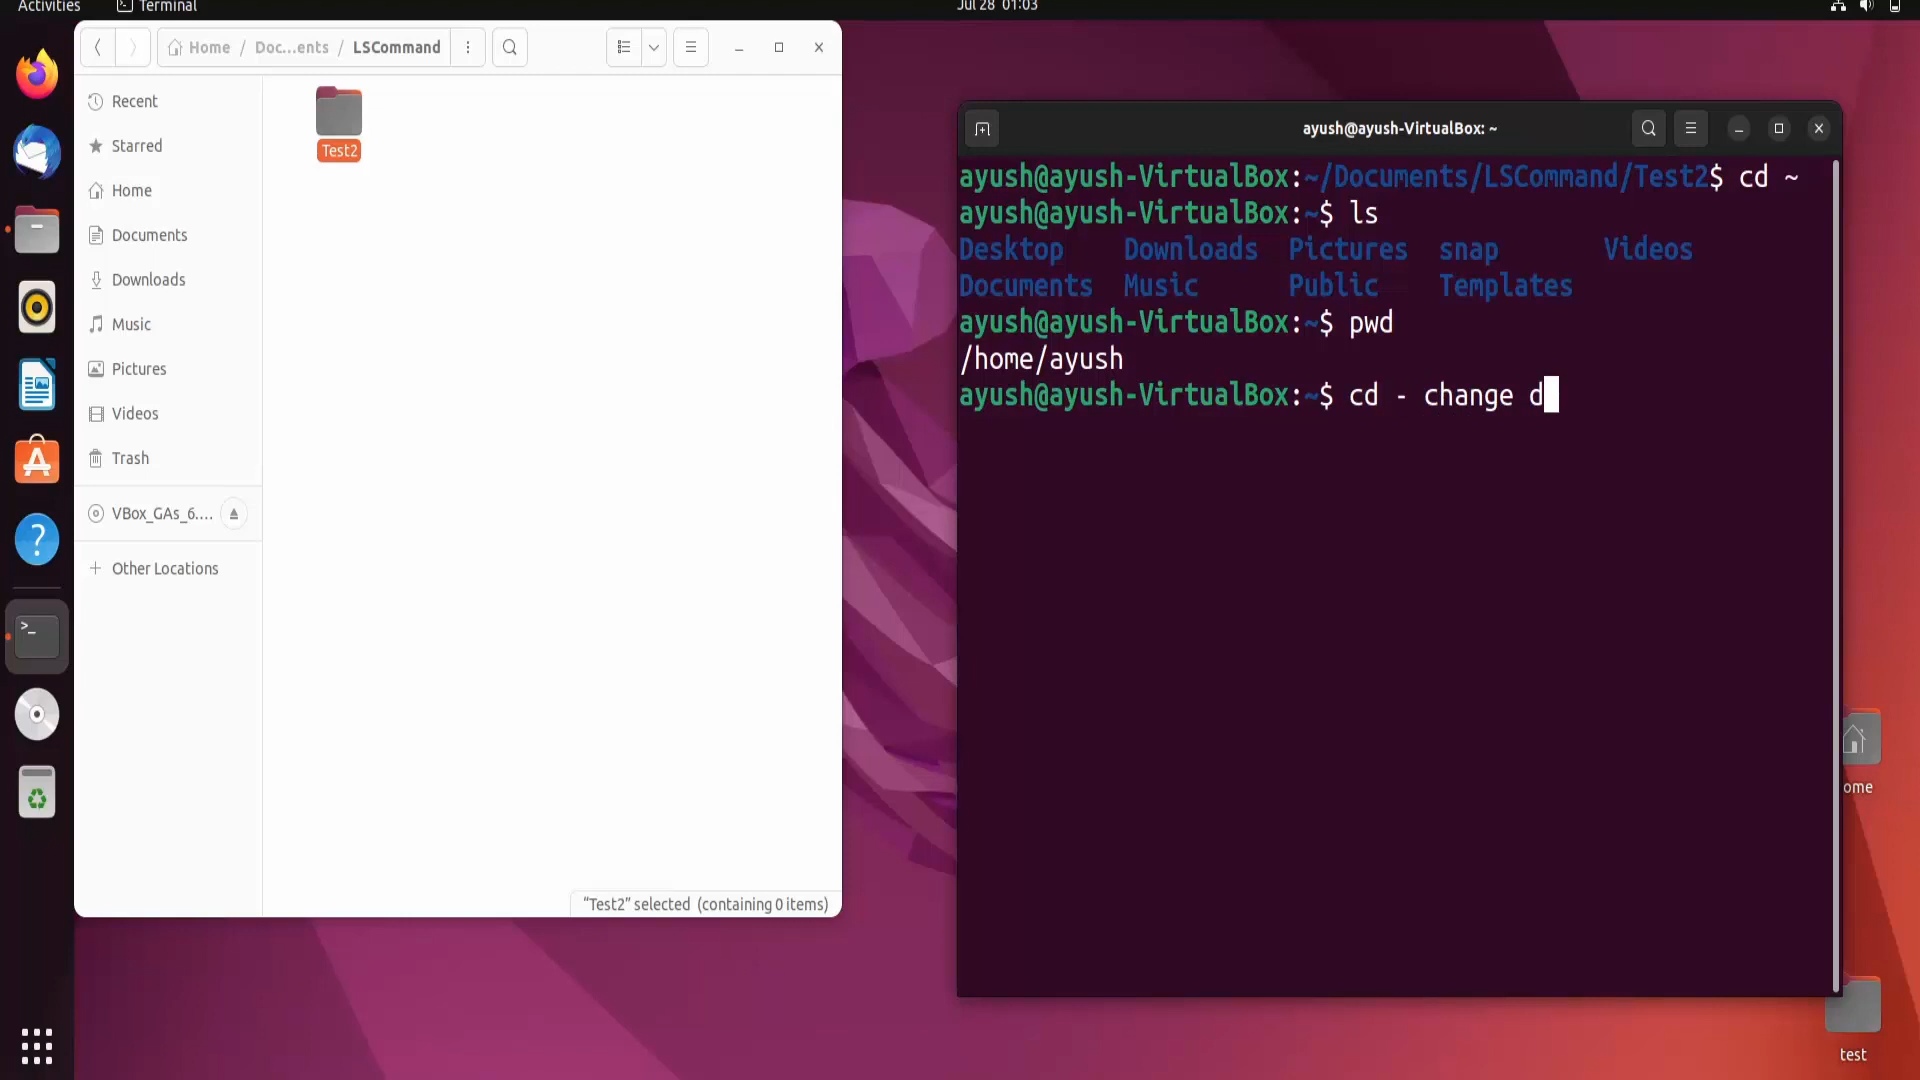 Activities
Terminal
Jul 28 01:03
Home / Doc...ents / LSCommand
Recent
Starred
Home
Documents
Downloads
Music
Pictures
Videos
Trash
VBox_GAs_6....
Other Locations
Test2
“Test2” selected (containing 0 items)
ayush@ayush-VirtualBox: ~
ayush@ayush-VirtualBox:~/Documents/LSCommand/Test2$ cd ~
ayush@ayush-VirtualBox:~$ ls
Desktop Downloads Pictures snap Videos
Documents Music Public Templates
ayush@ayush-VirtualBox:~$ pwd
/home/ayush
ayush@ayush-VirtualBox:~$ cd - change d
ome
test